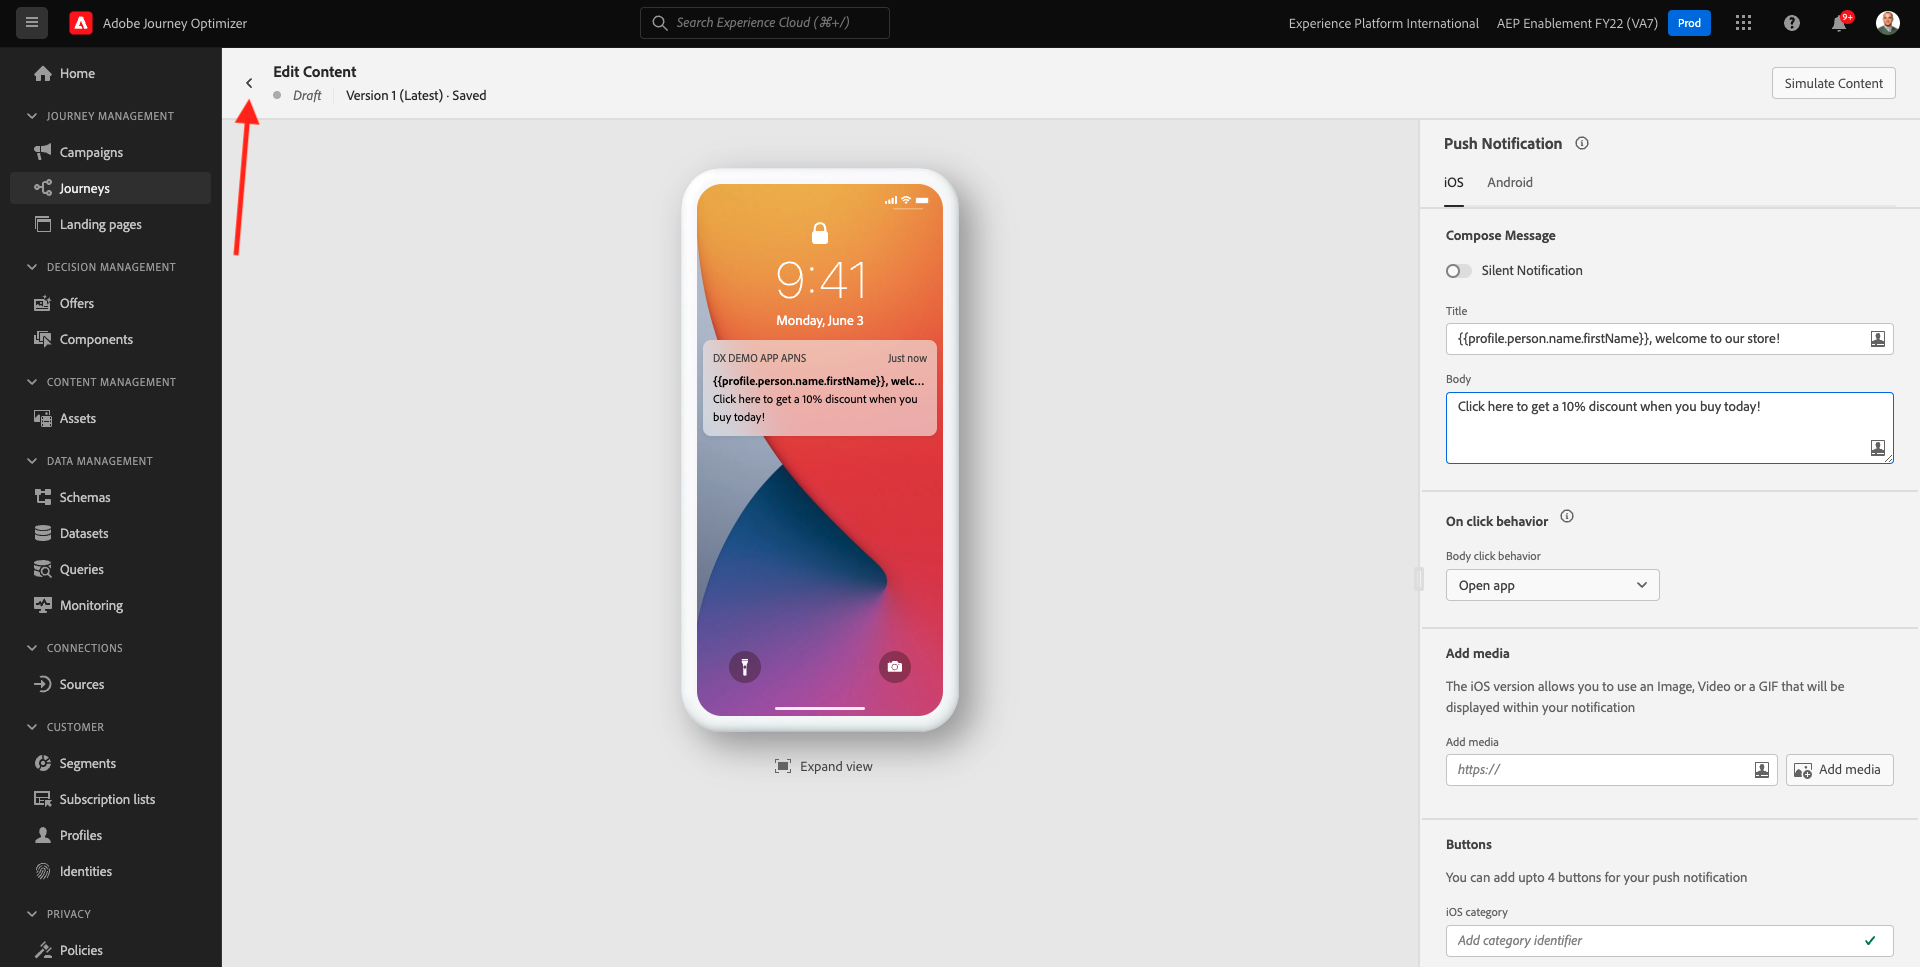 Adobe Journey Optimizer
Search Experience Cloud (⌘+/)
Experience Platform International
AEP Enablement FY22 (VA7)
Prod
9+
Home
JOURNEY MANAGEMENT
Campaigns
Journeys
Landing pages
DECISION MANAGEMENT
Offers
Components
CONTENT MANAGEMENT
Assets
DATA MANAGEMENT
Schemas
Datasets
Queries
Monitoring
CONNECTIONS
Sources
CUSTOMER
Segments
Subscription lists
Profiles
Identities
PRIVACY
Policies
Edit Content
Draft
Version 1 (Latest) · Saved
Simulate Content
9:41
Monday, June 3
DX DEMO APP APNS
Just now
{{profile.person.name.firstName}}, welc...
Click here to get a 10% discount when you
buy today!
Expand view
Push Notification
iOS
Android
Compose Message
Silent Notification
Title
{{profile.person.name.firstName}}, welcome to our store!
Body
Click here to get a 10% discount when you buy today!
On click behavior
Body click behavior
Open app
Add media
The iOS version allows you to use an Image, Video or a GIF that will be
displayed within your notification
Add media
https://
Add media
Buttons
You can add upto 4 buttons for your push notification
iOS category
Add category identifier